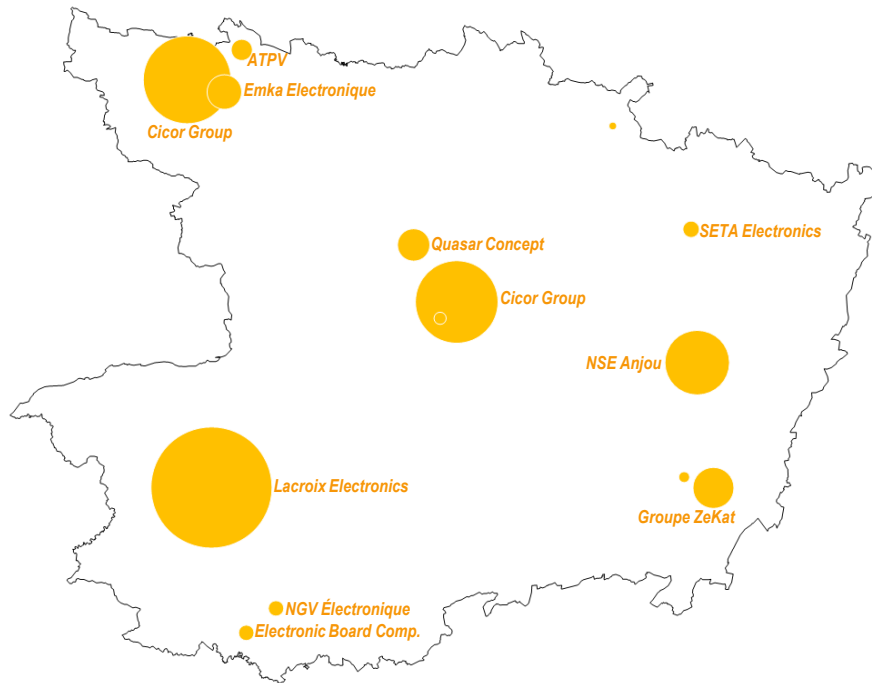 ATPV
Emka Electronique
Cicor Group
SETA Electronics
Quasar Concept
Cicor Group
NSE Anjou
Lacroix Electronics
Groupe ZeKat
NGV Électronique
Electronic Board Comp.